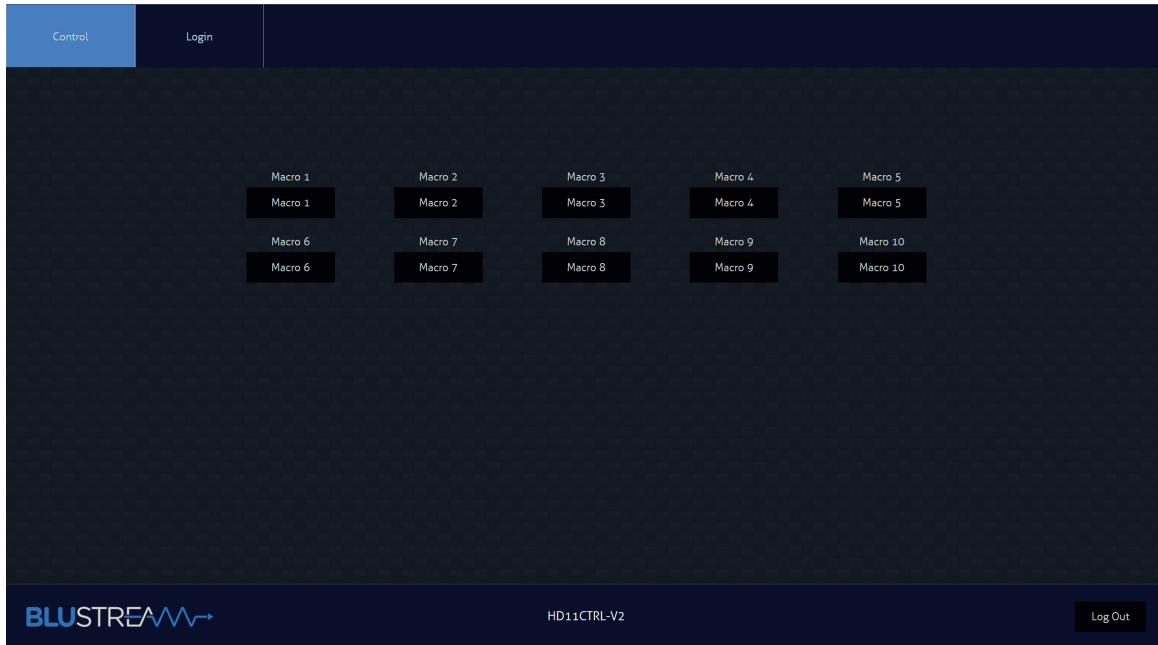 Control Login
Macro 1 Macro 2 Macro 3 Macro 4 Macro 5
Macro 1 Macro 2 Macro 3 Macro 4 Macro 5
Macro 6 Macro 7 Macro 8 Macro 9 Macro 10
Macro 6 Macro 7 Macro 8 Macro 9 Macro 10
BLUSTREAM HD11CTRL-V2 Log Out